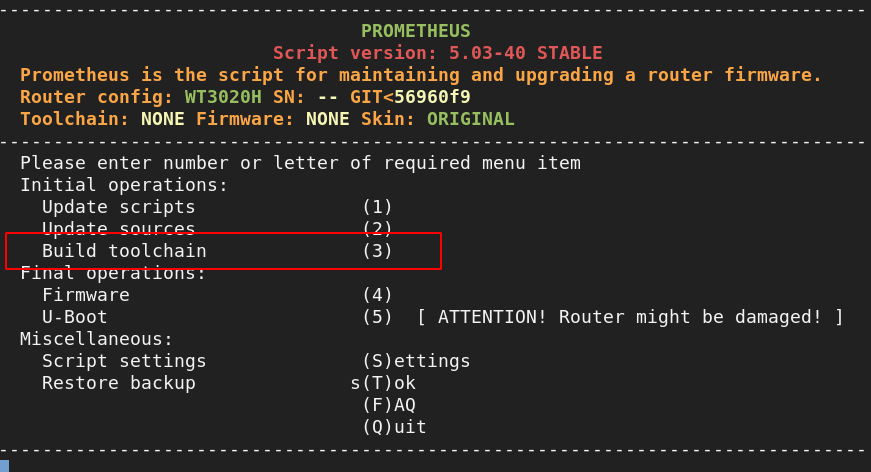 --------------------------------------------------------------------------------
PROMETHEUS
Script version: 5.03-40 STABLE
Prometheus is the script for maintaining and upgrading a router firmware.
Router config: WT3020H SN: -- GIT<56960f9
Toolchain: NONE Firmware: NONE Skin: ORIGINAL
--------------------------------------------------------------------------------
Please enter number or letter of required menu item
Initial operations:
Update scripts (1)
Update sources (2)
Build toolchain (3)
Final operations:
Firmware (4)
U-Boot (5) [ ATTENTION! Router might be damaged! ]
Miscellaneous:
Script settings (S)ettings
Restore backup s(T)ok
(F)AQ
(Q)uit
--------------------------------------------------------------------------------